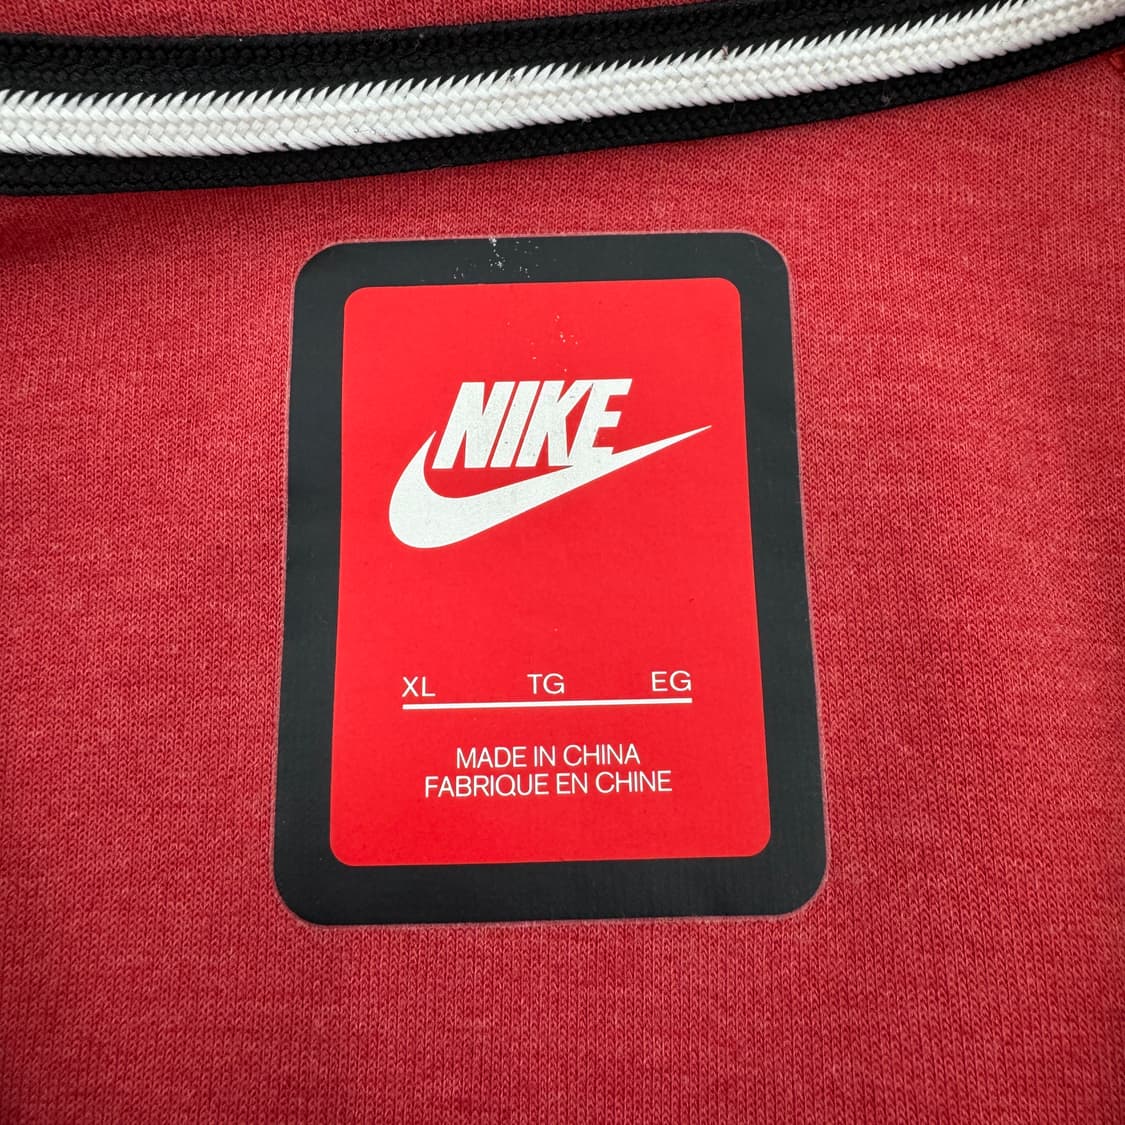 NIKE
XL TG EG
MADE IN CHINA
FABRIQUE EN CHINE